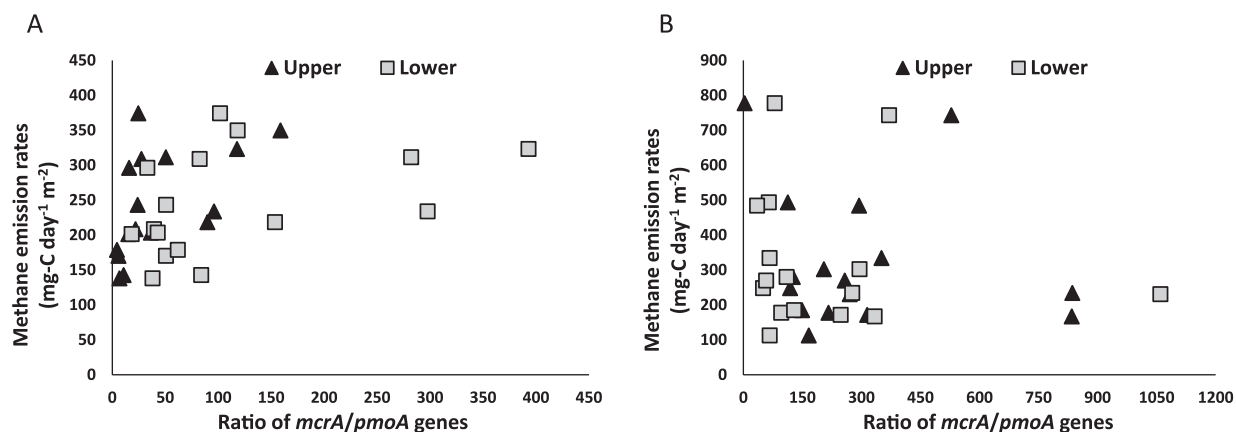 A
450
400
350
300
250
200
150
100
50
0
Methane emission rates
(mg-C day-1 m-2)
Upper
Lower
0 50 100 150 200 250 300 350 400 450
Ratio of mcrA/pmoA genes
B
900
800
700
600
500
400
300
200
100
0
Methane emission rates
(mg-C day-1 m-2)
Upper
Lower
0 150 300 450 600 750 900 1050 1200
Ratio of mcrA/pmoA genes